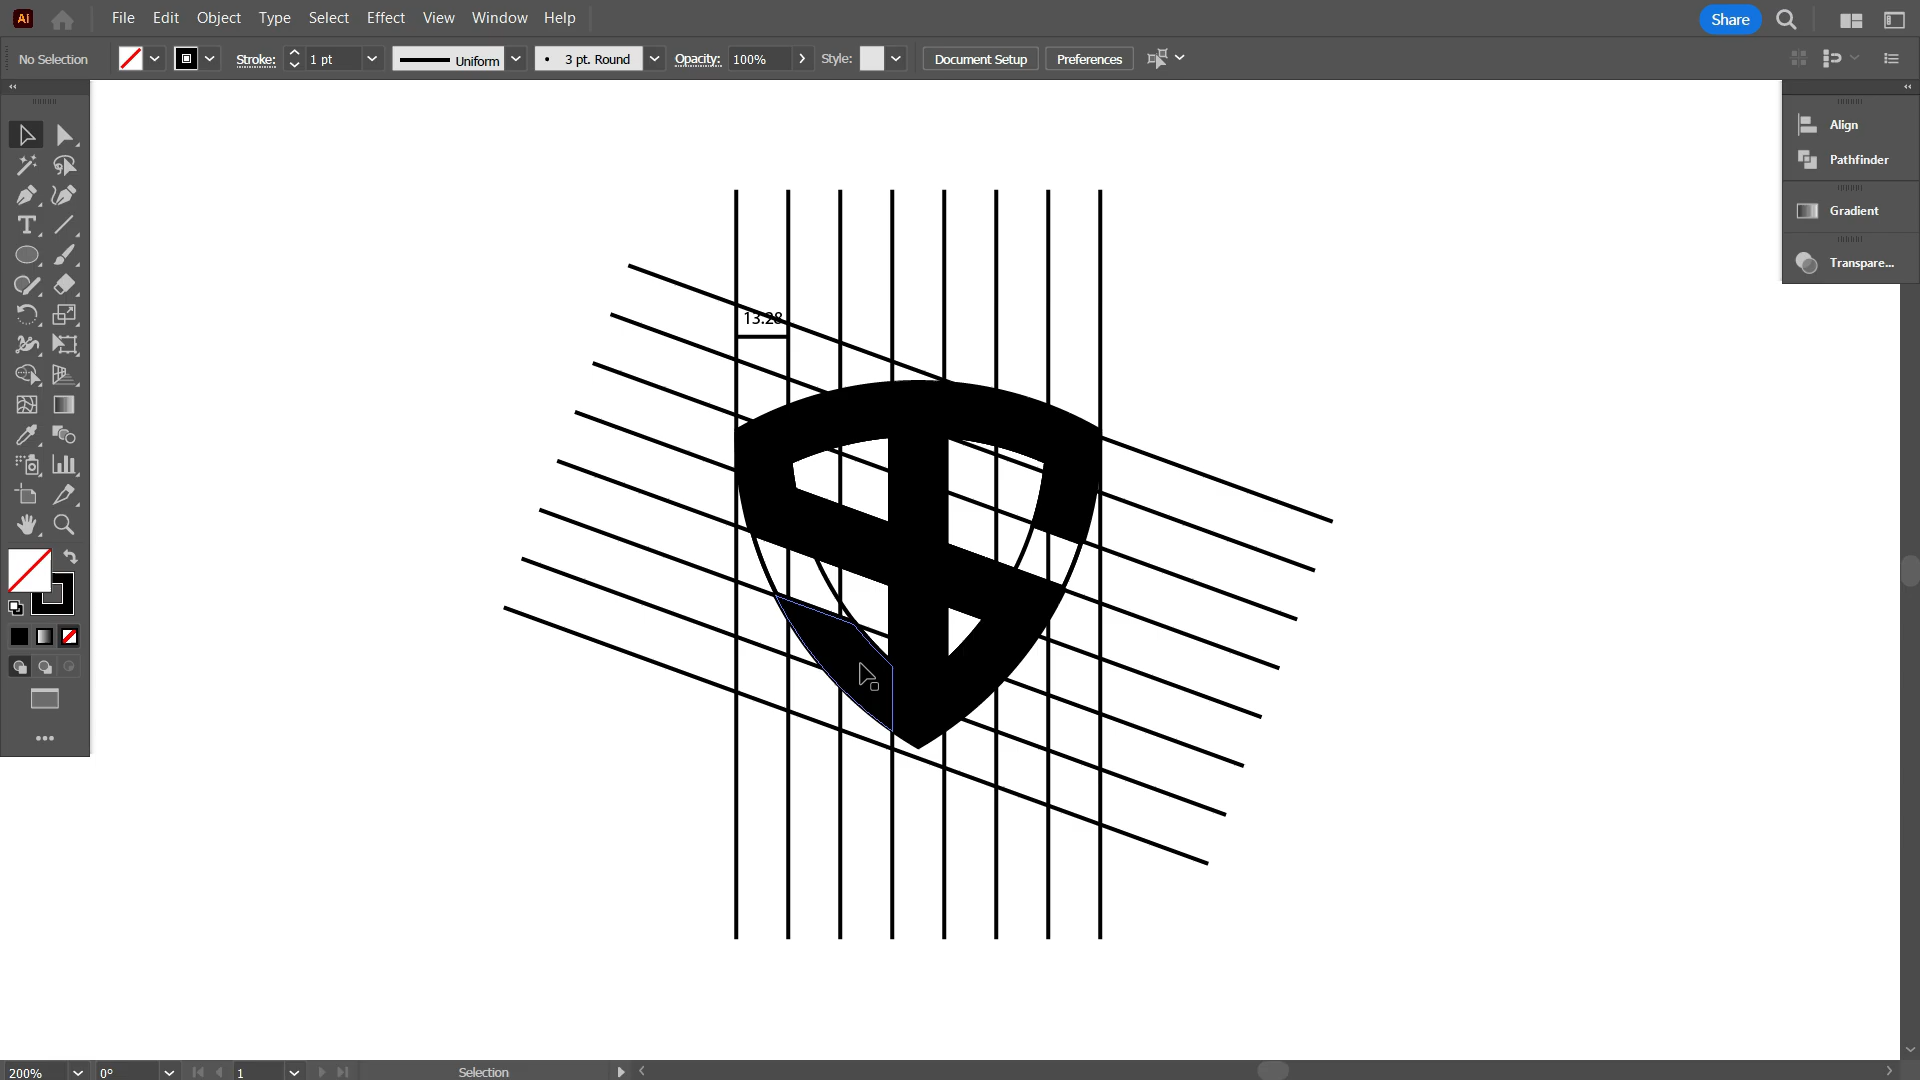 Ai File Edit Object Type Select Effect View Window Help Share
No Selection Stroke: 1 pt Uniform 3 pt. Round Opacity: 100% Style: Document Setup Preferences
Align
Pathfinder
Gradient
Transpare...
13.28
200% 0° 1 Selection